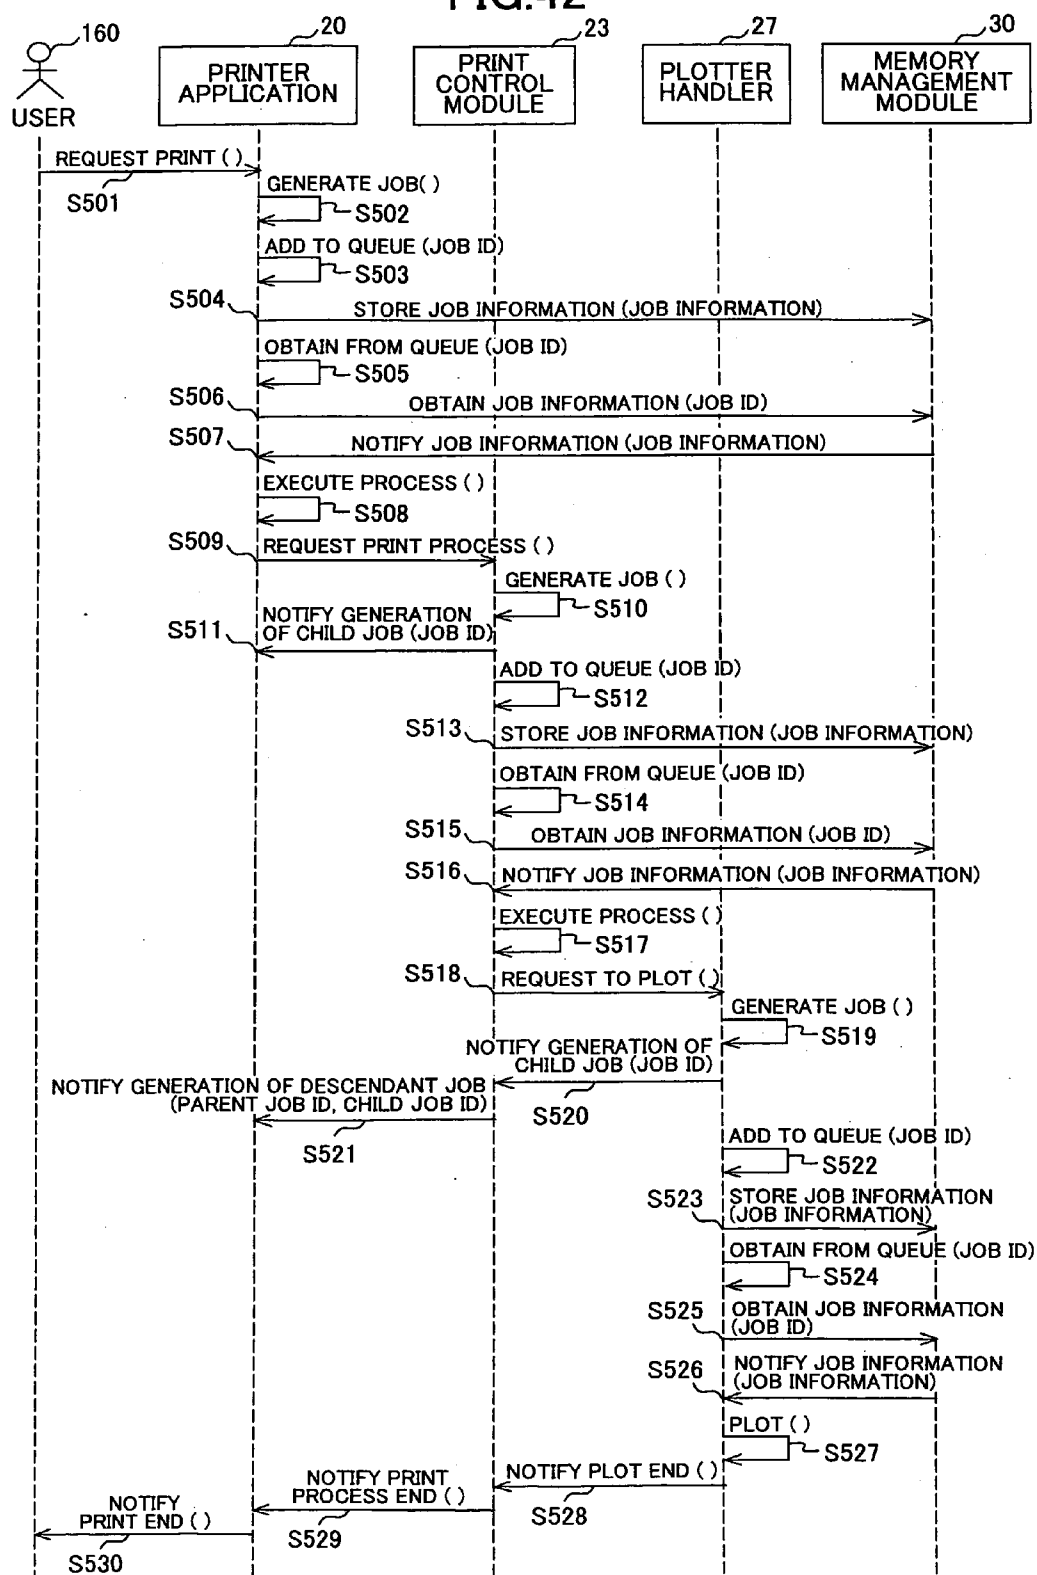 FIG.42
160
20
23
27
30
USER
PRINTER
APPLICATION
PRINT
CONTROL
MODULE
PLOTTER
HANDLER
MEMORY
MANAGEMENT
MODULE
REQUEST PRINT ( )
S501
GENERATE JOB( )
S502
ADD TO QUEUE (JOB ID)
S503
S504
STORE JOB INFORMATION (JOB INFORMATION)
OBTAIN FROM QUEUE (JOB ID)
S505
S506
OBTAIN JOB INFORMATION (JOB ID)
S507
NOTIFY JOB INFORMATION (JOB INFORMATION)
EXECUTE PROCESS ( )
S508
S509
REQUEST PRINT PROCESS ( )
GENERATE JOB ( )
S510
S511
NOTIFY GENERATION
OF CHILD JOB (JOB ID)
ADD TO QUEUE (JOB ID)
S512
S513
STORE JOB INFORMATION (JOB INFORMATION)
OBTAIN FROM QUEUE (JOB ID)
S514
S515
OBTAIN JOB INFORMATION (JOB ID)
S516
NOTIFY JOB INFORMATION (JOB INFORMATION)
EXECUTE PROCESS ( )
S517
S518
REQUEST TO PLOT ( )
GENERATE JOB ( )
S519
NOTIFY GENERATION OF
CHILD JOB (JOB ID)
S520
NOTIFY GENERATION OF DESCENDANT JOB
(PARENT JOB ID, CHILD JOB ID)
S521
ADD TO QUEUE (JOB ID)
S522
S523
STORE JOB INFORMATION
(JOB INFORMATION)
OBTAIN FROM QUEUE (JOB ID)
S524
S525
OBTAIN JOB INFORMATION
(JOB ID)
S526
NOTIFY JOB INFORMATION
(JOB INFORMATION)
PLOT ( )
S527
NOTIFY PLOT END ( )
S528
NOTIFY PRINT
PROCESS END ( )
S529
NOTIFY
PRINT END ( )
S530